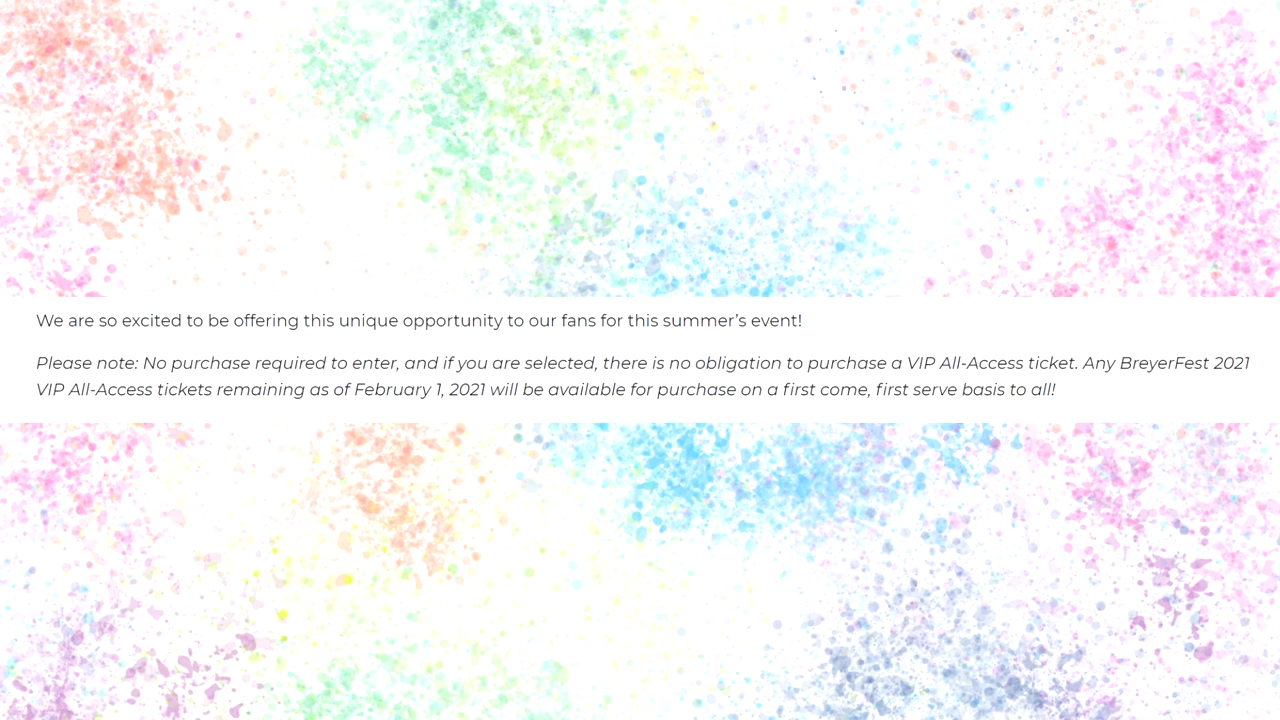 We are so excited to be offering this unique opportunity to our fans for this summer’s event!
Please note: No purchase required to enter, and if you are selected, there is no obligation to purchase a VIP All-Access ticket. Any BreyerFest 2021
VIP All-Access tickets remaining as of February 1, 2021 will be available for purchase on a first come, first serve basis to all!